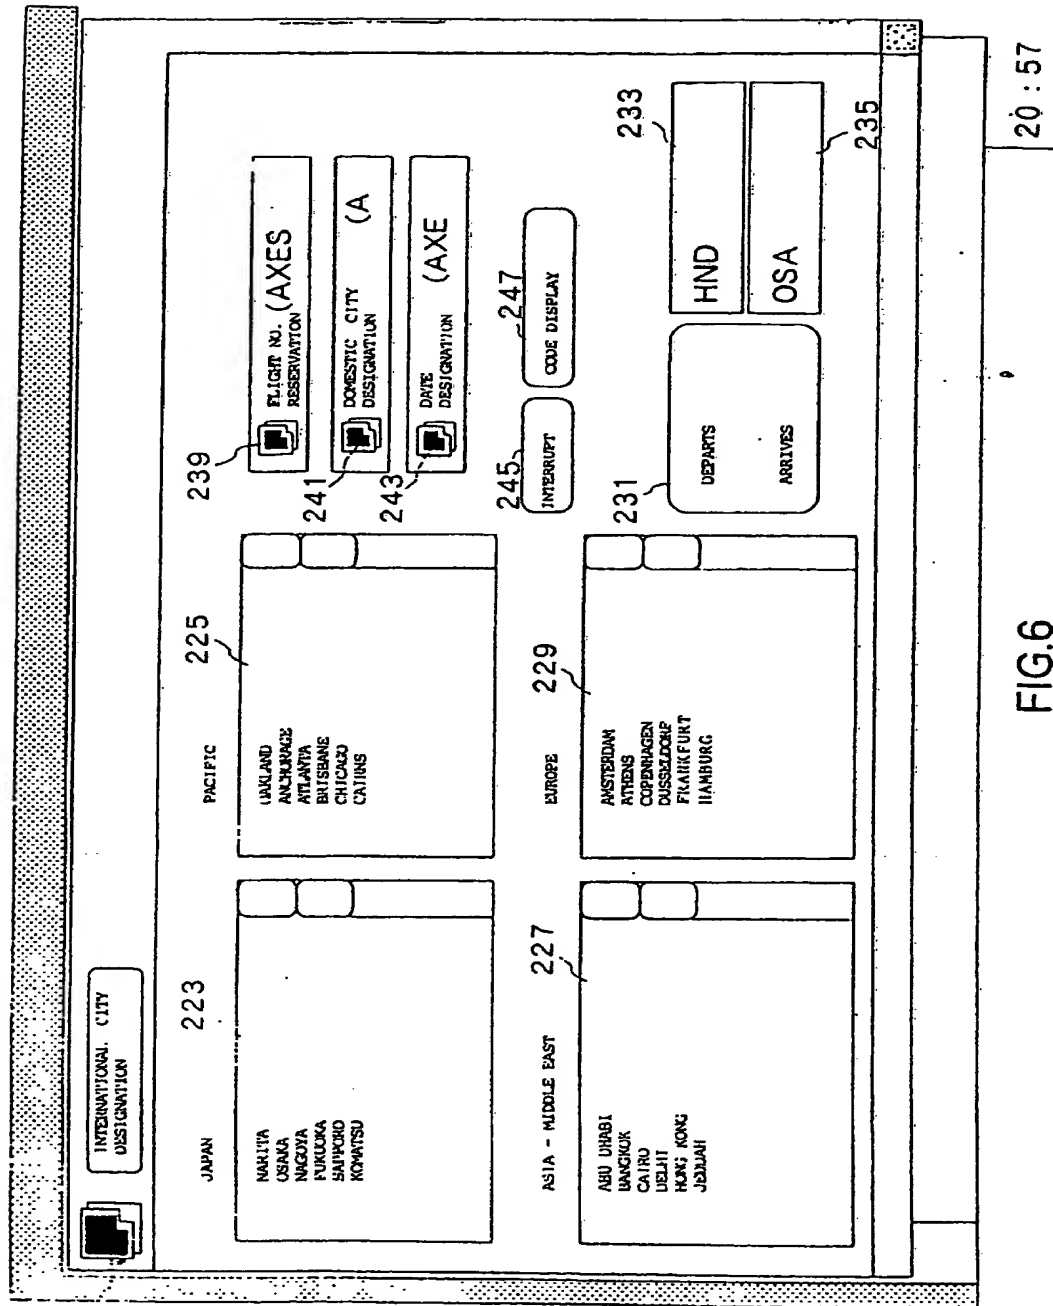 INTERNATIONAL CITY
DESIGNATION
JAPAN
223
NARITA
OSAKA
NAGOYA
FUKUOKA
SAPPORO
KOMATSU
PACIFIC
225
OAKLAND
ANCHORAGE
ATLANTA
BRISBANE
CHICAGO
CAIRNS
239
FLIGHT NO. (AXES
RESERVATION
241
DOMESTIC CITY (A
DESIGNATION
243
DATE (AXE
DESIGNATION
245
INTERRUPT
247
CODE DISPLAY
ASIA - MIDDLE EAST
227
ABU DHABI
BANGKOK
CAIRO
DELHI
HONG KONG
JEDDAH
EUROPE
229
AMSTERDAM
ATHENS
COPENHAGEN
DUSSELDORF
FRANKFURT
HAMBURG
231
DEPARTS
ARRIVES
233
HND
OSA
235
20 : 57
FIG.6